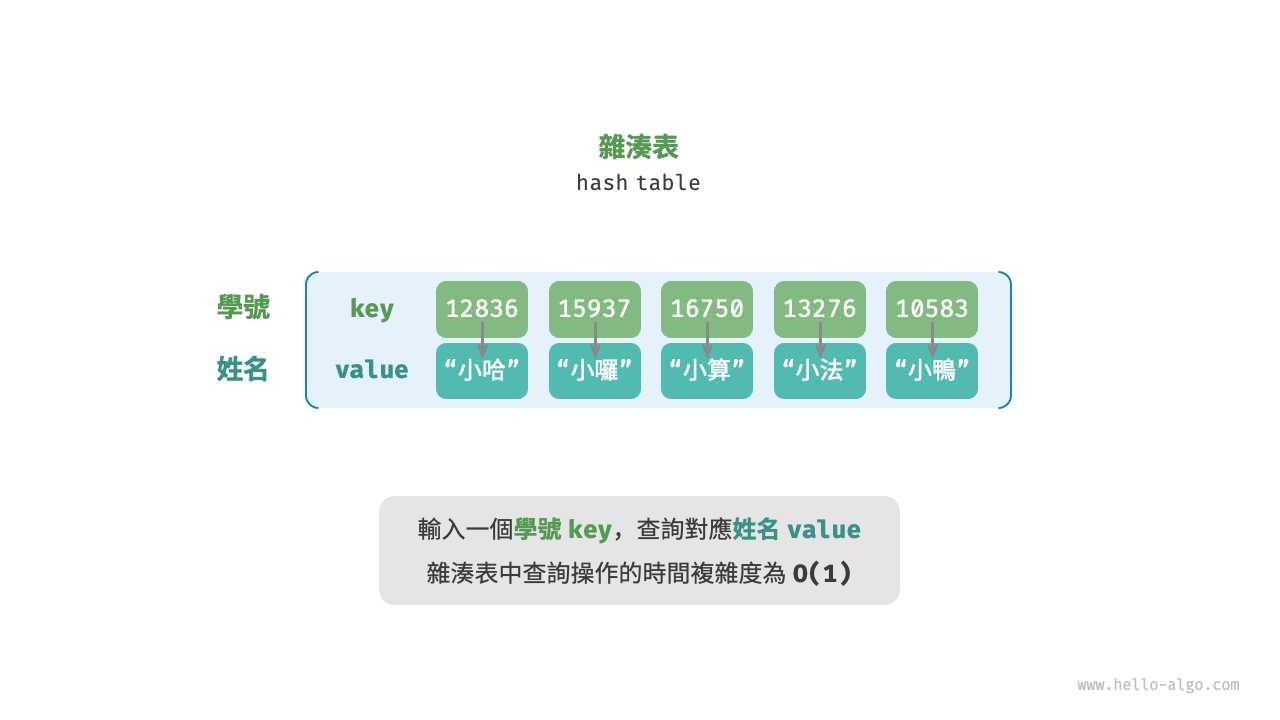 雜湊表
hash table
學號 key 12836 15937 16750 13276 10583
姓名 value “小哈” “小囉” “小算” “小法” “小鴨”
輸入一個學號 key，查詢對應姓名 value
雜湊表中查詢操作的時間複雜度為 O(1)
www.hello-algo.com